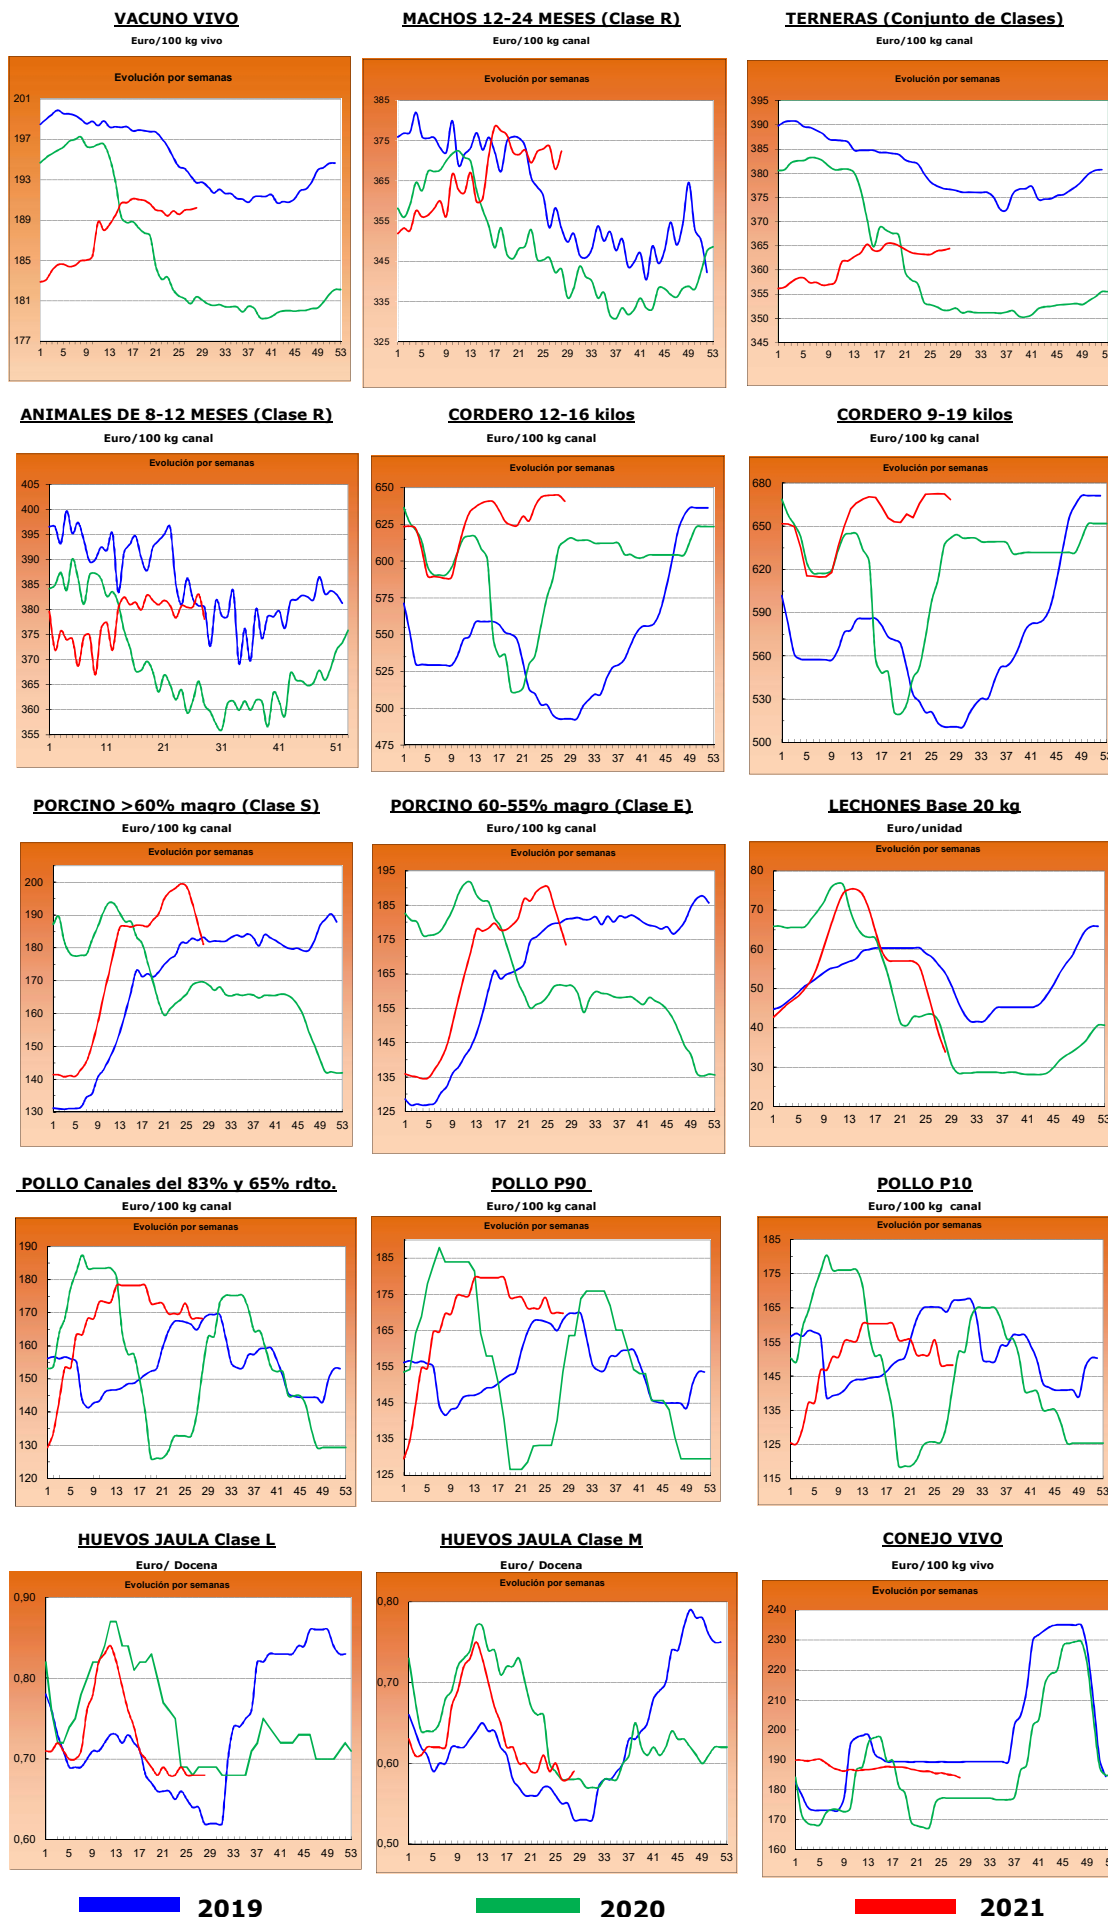 VACUNO VIVO
Euro/100 kg vivo
Evolución por semanas
201
197
193
189
185
181
177
1 5 9 13 17 21 25 29 33 37 41 45 49 53
MACHOS 12-24 MESES (Clase R)
Euro/100 kg canal
Evolución por semanas
385
375
365
355
345
335
325
1 5 9 13 17 21 25 29 33 37 41 45 49 53
TERNERAS (Conjunto de Clases)
Euro/100 kg canal
Evolución por semanas
395
390
385
380
375
370
365
360
355
350
345
1 5 9 13 17 21 25 29 33 37 41 45 49
ANIMALES DE 8-12 MESES (Clase R)
Euro/100 kg canal
Evolución por semanas
405
400
395
390
385
380
375
370
365
360
355
1 11 21 31 41 51
CORDERO 12-16 kilos
Euro/100 kg canal
Evolución por semanas
650
625
600
575
550
525
500
475
1 5 9 13 17 21 25 29 33 37 41 45 49 53
CORDERO 9-19 kilos
Euro/100 kg canal
Evolución por semanas
680
650
620
590
560
530
500
1 5 9 13 17 21 25 29 33 37 41 45 49 53
PORCINO >60% magro (Clase S)
Euro/100 kg canal
Evolución por semanas
200
190
180
170
160
150
140
130
1 5 9 13 17 21 25 29 33 37 41 45 49 53
PORCINO 60-55% magro (Clase E)
Euro/100 kg canal
Evolución por semanas
195
185
175
165
155
145
135
125
1 5 9 13 17 21 25 29 33 37 41 45 49 53
LECHONES Base 20 kg
Euro/unidad
Evolución por semanas
80
70
60
50
40
30
20
1 5 9 13 17 21 25 29 33 37 41 45 49 53
POLLO Canales del 83% y 65% rdto.
Euro/100 kg canal
Evolución por semanas
190
180
170
160
150
140
130
120
1 5 9 13 17 21 25 29 33 37 41 45 49 53
POLLO P90
Euro/100 kg canal
Evolución por semanas
185
175
165
155
145
135
125
1 5 9 13 17 21 25 29 33 37 41 45 49 53
POLLO P10
Euro/100 kg canal
Evolución por semanas
185
175
165
155
145
135
125
115
1 5 9 13 17 21 25 29 33 37 41 45 49 53
HUEVOS JAULA Clase L
Euro/ Docena
Evolución por semanas
0,90
0,80
0,70
0,60
1 5 9 13 17 21 25 29 33 37 41 45 49 53
HUEVOS JAULA Clase M
Euro/ Docena
Evolución por semanas
0,80
0,70
0,60
0,50
1 5 9 13 17 21 25 29 33 37 41 45 49 53
CONEJO VIVO
Euro/100 kg vivo
Evolución por semanas
240
230
220
210
200
190
180
170
160
1 5 9 13 17 21 25 29 33 37 41 45 49 53
2019
2020
2021